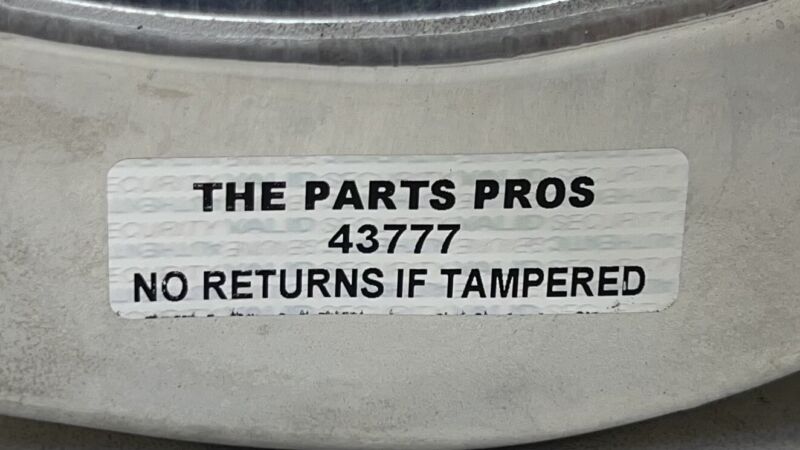 THE PARTS PROS
43777
NO RETURNS IF TAMPERED